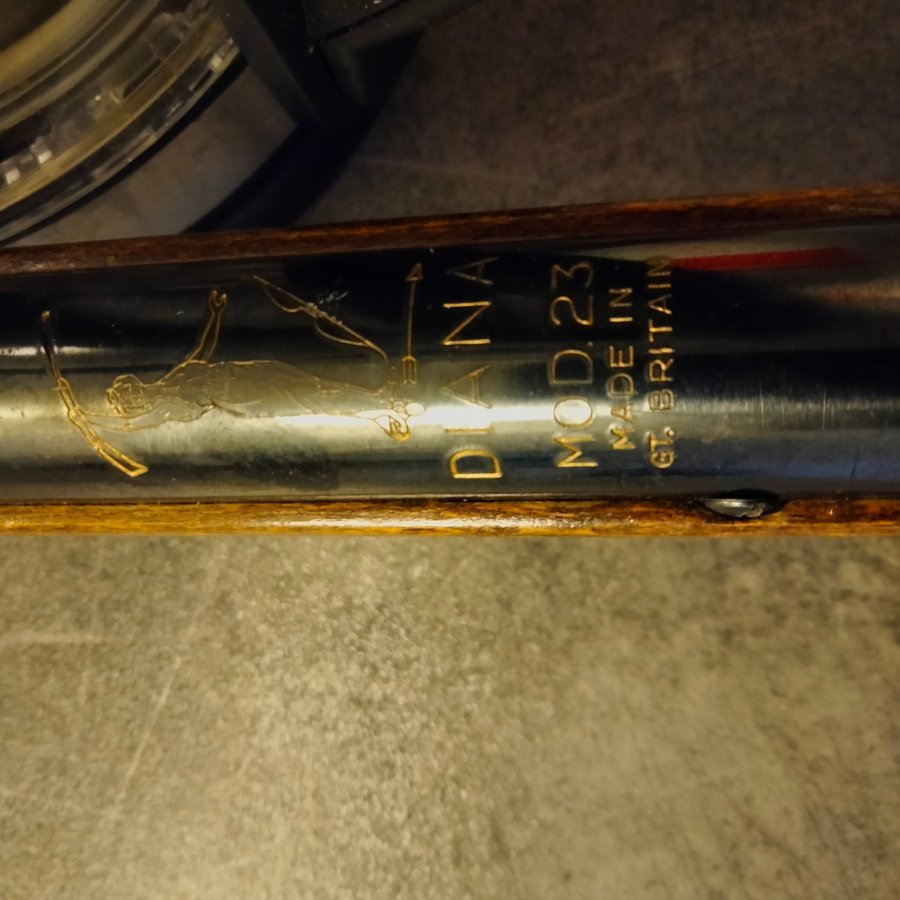 DIANA
MOD. 23
MADE IN
GT. BRITAIN